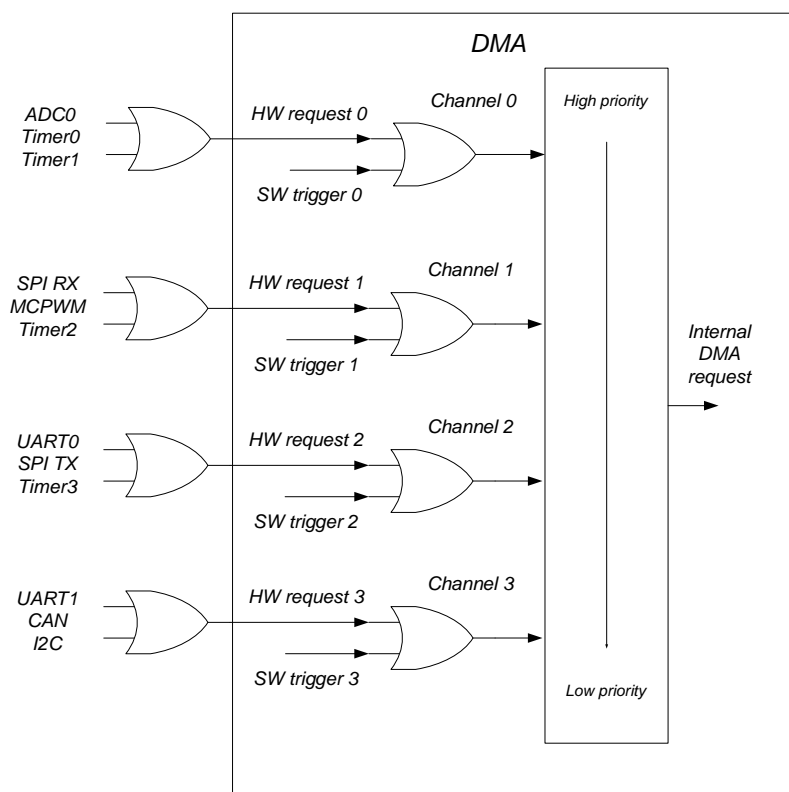 DMA
ADC0
Timer0
Timer1
HW request 0
SW trigger 0
Channel 0
High priority
SPI RX
MCPWM
Timer2
HW request 1
SW trigger 1
Channel 1
Internal
DMA
request
UART0
SPI TX
Timer3
HW request 2
SW trigger 2
Channel 2
UART1
CAN
I2C
HW request 3
SW trigger 3
Channel 3
Low priority